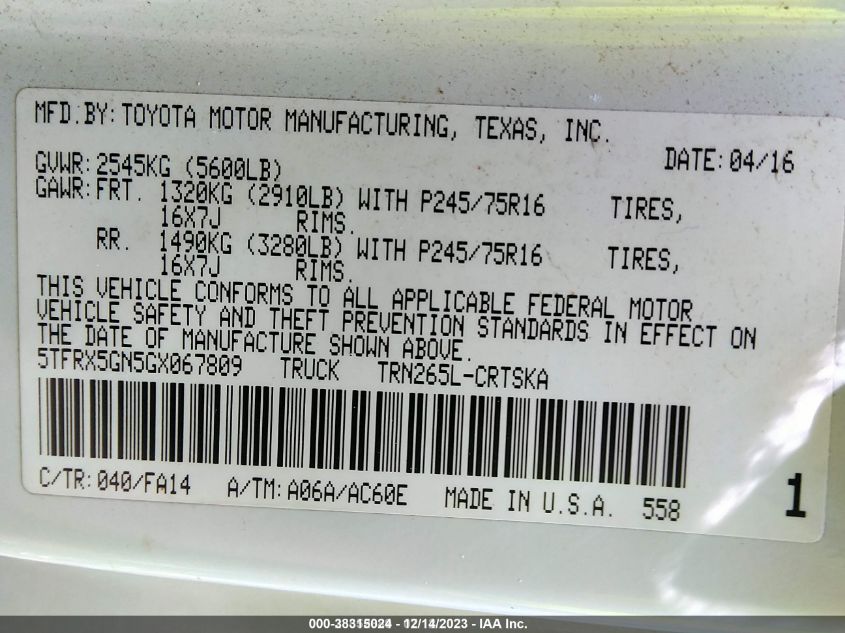 MFD.BY:TOYOTA MOTOR MANUFACTURING, TEXAS, INC.
DATE:04/16
GVWR:2545KG (5600LB)
GAWR:FRT. 1320KG (2910LB) WITH P245/75R16 TIRES,
16X7J RIMS.
RR. 1490KG (3280LB) WITH P245/75R16 TIRES,
16X7J RIMS.
THIS VEHICLE CONFORMS TO ALL APPLICABLE FEDERAL MOTOR
VEHICLE SAFETY AND THEFT PREVENTION STANDARDS IN EFFECT ON
THE DATE OF MANUFACTURE SHOWN ABOVE.
5TFRX5GN5GX067809 TRUCK TRN265L-CRTSKA
C/TR:040/FA14 A/TM:A06A/AC60E MADE IN U.S.A. 558 1
000-38315024 - 12/14/2023 - IAA Inc.